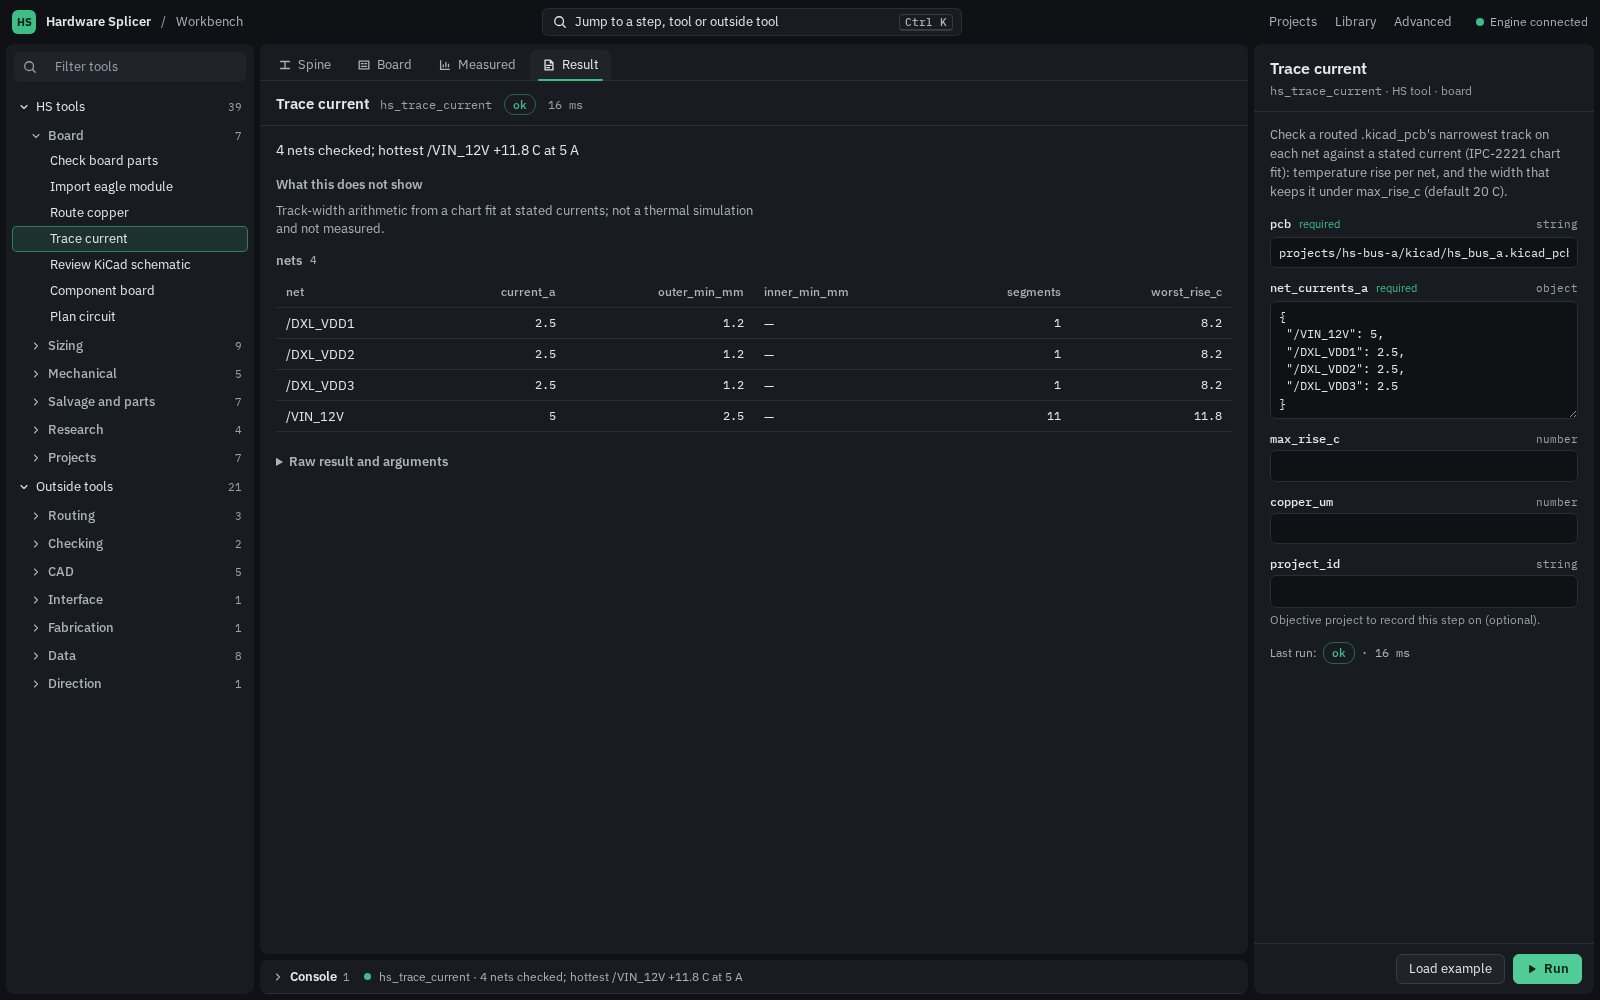 HS Hardware Splicer / Workbench
Jump to a step, tool or outside tool Ctrl K
Projects Library Advanced Engine connected
Filter tools
HS tools 39
Board 7
Check board parts
Import eagle module
Route copper
Trace current
Review KiCad schematic
Component board
Plan circuit
Sizing 9
Mechanical 5
Salvage and parts 7
Research 4
Projects 7
Outside tools 21
Routing 3
Checking 2
CAD 5
Interface 1
Fabrication 1
Data 8
Direction 1
Spine Board Measured Result
Trace current hs_trace_current ok 16 ms
4 nets checked; hottest /VIN_12V +11.8 C at 5 A
What this does not show
Track-width arithmetic from a chart fit at stated currents; not a thermal simulation
and not measured.
nets 4
net current_a outer_min_mm inner_min_mm segments worst_rise_c
/DXL_VDD1 2.5 1.2 — 1 8.2
/DXL_VDD2 2.5 1.2 — 1 8.2
/DXL_VDD3 2.5 1.2 — 1 8.2
/VIN_12V 5 2.5 — 11 11.8
Raw result and arguments
Console 1 hs_trace_current · 4 nets checked; hottest /VIN_12V +11.8 C at 5 A
Trace current
hs_trace_current · HS tool · board
Check a routed .kicad_pcb's narrowest track on
each net against a stated current (IPC-2221 chart
fit): temperature rise per net, and the width that
keeps it under max_rise_c (default 20 C).
pcb required string
projects/hs-bus-a/kicad/hs_bus_a.kicad_pcb
net_currents_a required object
{
"/VIN_12V": 5,
"/DXL_VDD1": 2.5,
"/DXL_VDD2": 2.5,
"/DXL_VDD3": 2.5
}
max_rise_c number
copper_um number
project_id string
Objective project to record this step on (optional).
Last run: ok · 16 ms
Load example Run